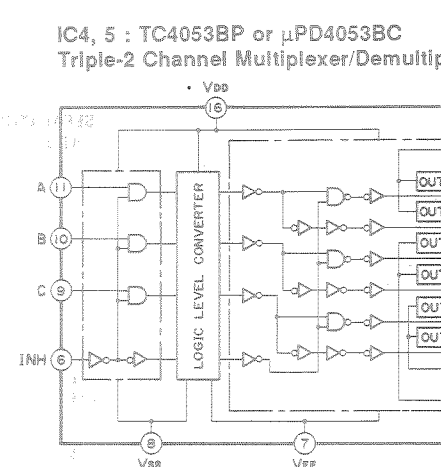 IC4, 5 : TC4053BP or μPD4053BC
Triple-2 Channel Multiplexer/Demultip
VDD
16
A 11
B 10
C 9
INH 6
LOGIC LEVEL CONVERTER
OUT
OUT
OUT
OUT
OUT
OUT
8
VSS
7
VEE